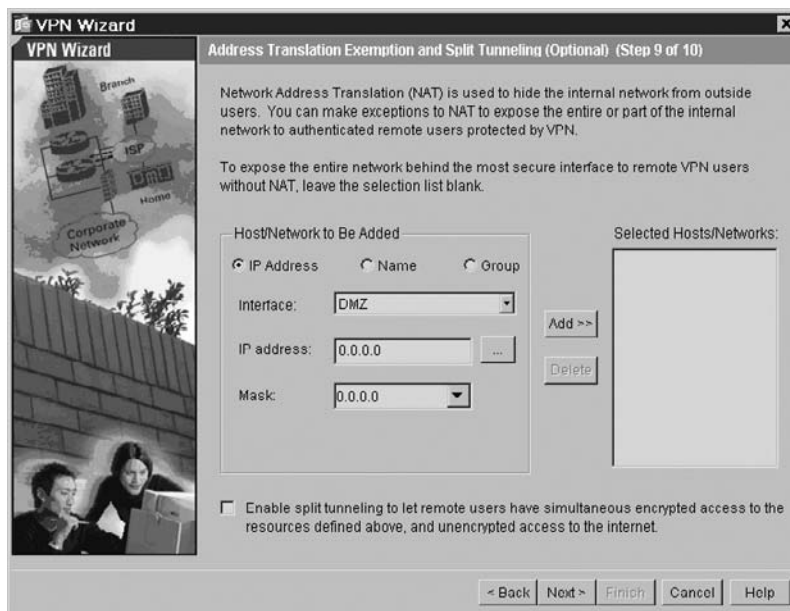 VPN Wizard
VPN Wizard
Branch
ISP
Home
Corporate
Network
Address Translation Exemption and Split Tunneling (Optional) (Step 9 of 10)
Network Address Translation (NAT) is used to hide the internal network from outside
users. You can make exceptions to NAT to expose the entire or part of the internal
network to authenticated remote users protected by VPN.
To expose the entire network behind the most secure interface to remote VPN users
without NAT, leave the selection list blank.
Host/Network to Be Added
IP Address
Name
Group
Interface:
DMZ
IP address:
0.0.0.0
...
Mask:
0.0.0.0
Add >>
Delete
Selected Hosts/Networks:
Enable split tunneling to let remote users have simultaneous encrypted access to the
resources defined above, and unencrypted access to the internet.
< Back
Next >
Finish
Cancel
Help